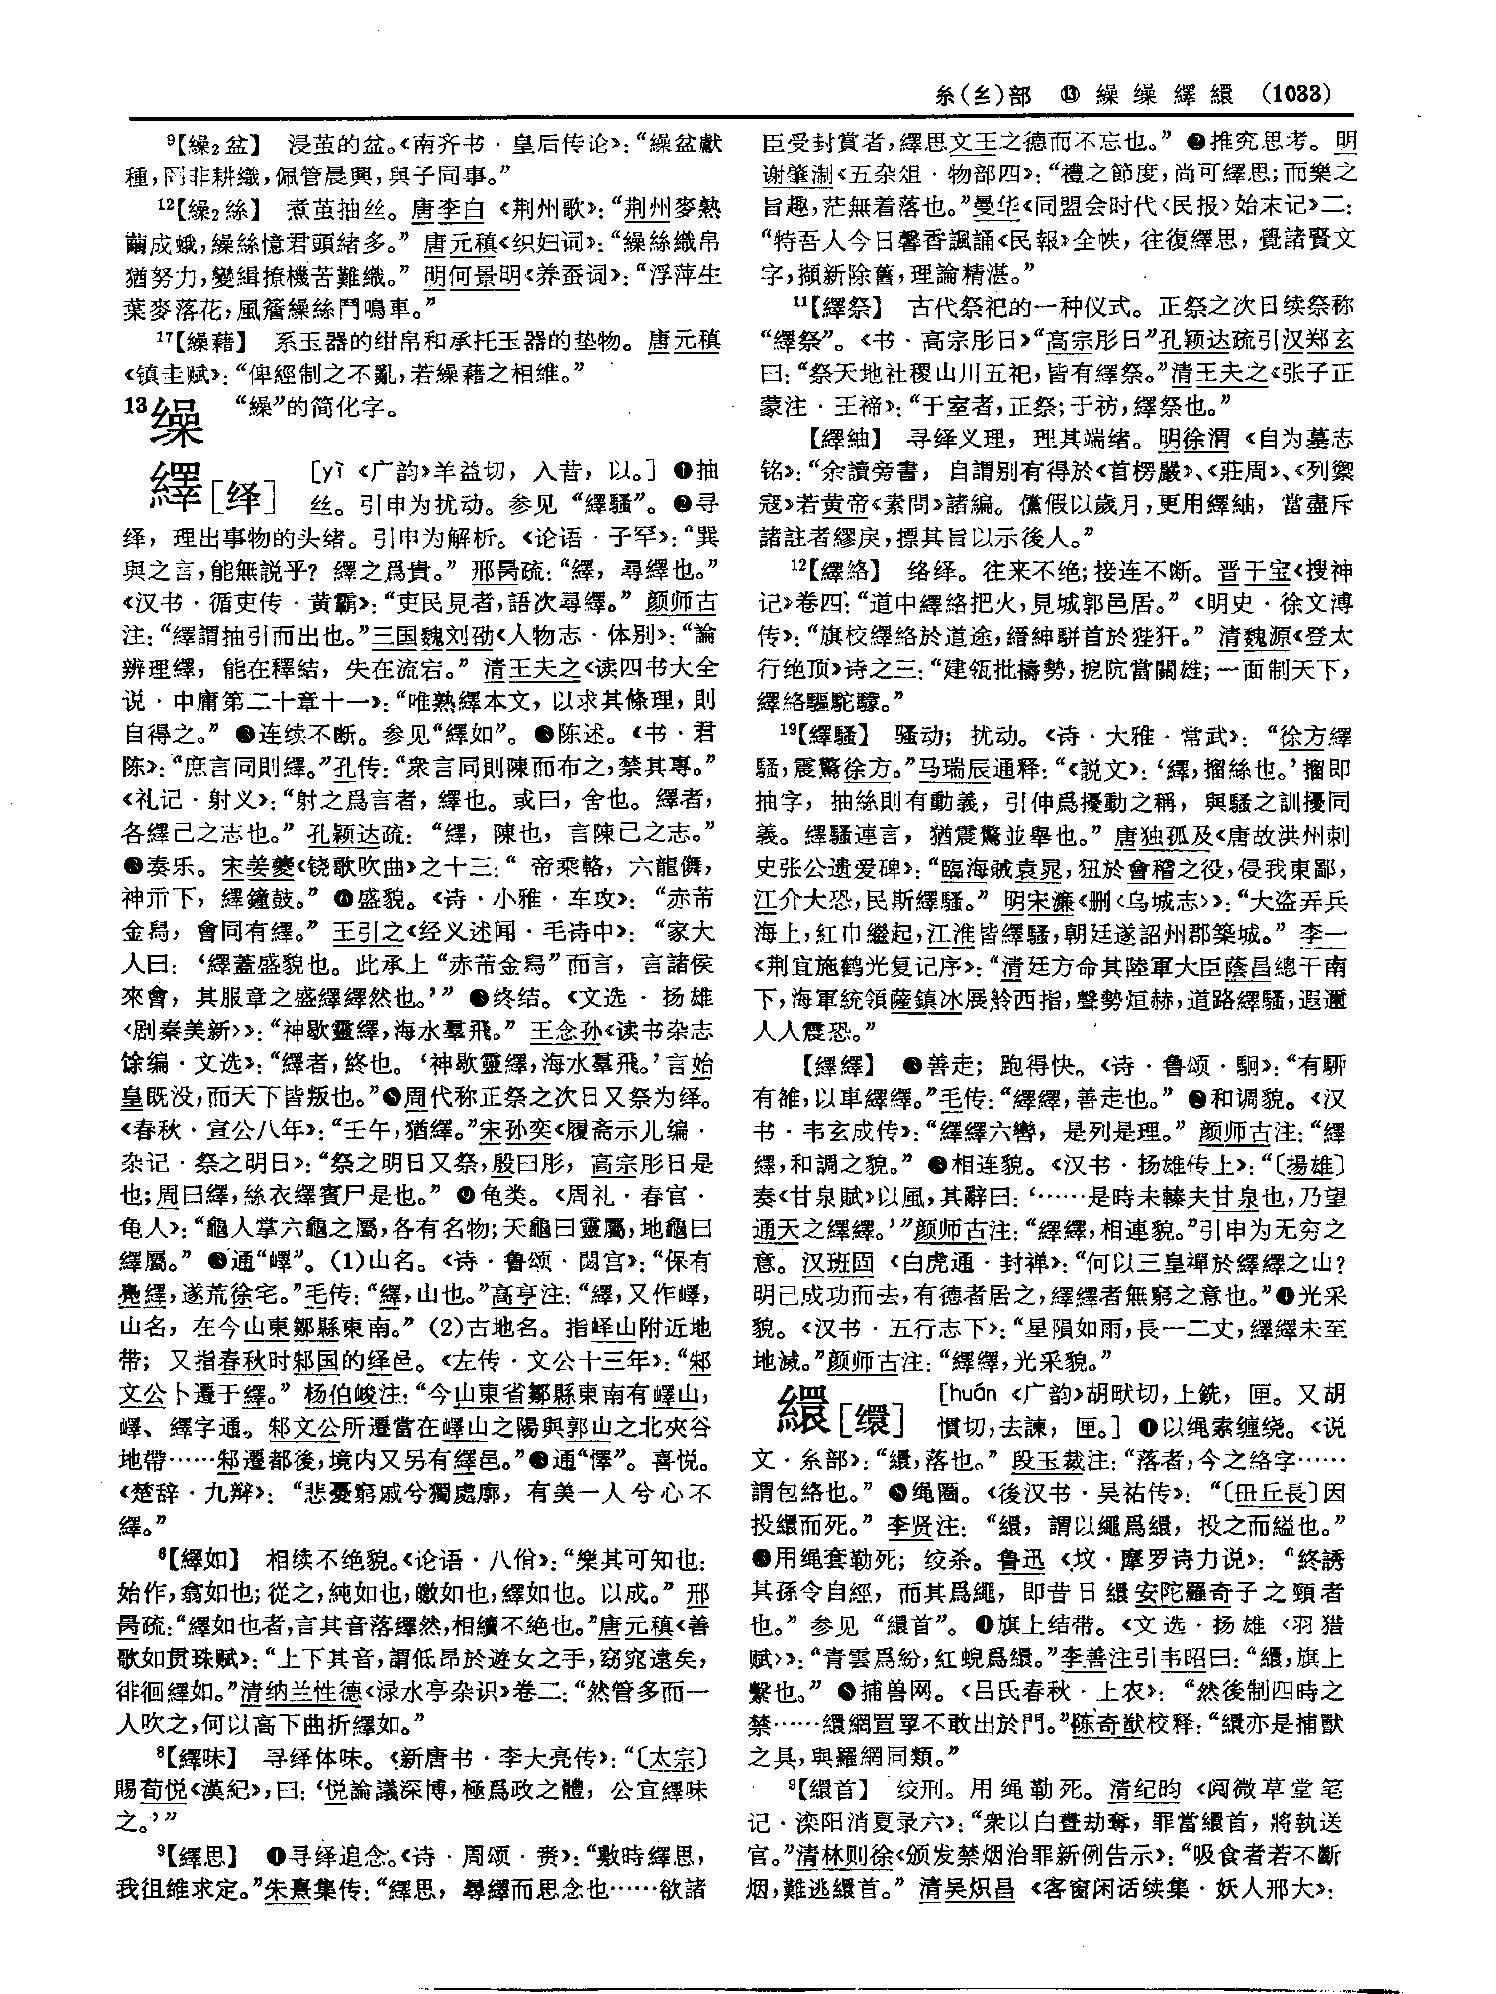 糸(纟)部 ⑬ 繰 缲 繹 繯 (1033)
⁹【繰₂盆】 浸茧的盆。《南齐书·皇后传论》：“繰盆獻
種，罔非耕織，佩管晨興，與子同事。”
¹²【繰₂絲】 煮茧抽丝。唐李白《荆州歌》：“荆州麥熟
繭成蛾，繰絲憶君頭緒多。”唐元稹《织妇词》：“繰絲織帛
猶努力，變緝撩機苦難織。”明何景明《养蚕词》：“浮萍生
葉麥落花，風簷繰絲鬥鳴車。”
¹⁷【繰藉】 系玉器的绀帛和承托玉器的垫物。唐元稹
《镇圭赋》：“俾經制之不亂，若繰藉之相維。”
13缲 “繰”的简化字。
繹[绎] [yì 《广韵》羊益切，入昔，以。]❶抽
丝。引申为扰动。参见“繹騷”。❷寻
绎，理出事物的头绪。引申为解析。《论语·子罕》：“巽
與之言，能無説乎？繹之爲貴。”邢昺疏：“繹，尋繹也。”
《汉书·循吏传·黄霸》：“吏民見者，語次尋繹。”颜师古
注：“繹謂抽引而出也。”三国魏刘劭《人物志·体别》：“論
辨理繹，能在釋結，失在流宕。”清王夫之《读四书大全
说·中庸第二十章十一》：“唯熟繹本文，以求其條理，則
自得之。”❸连续不断。参见“繹如”。❹陈述。《书·君
陈》：“庶言同則繹。”孔传：“衆言同則陳而布之，禁其專。”
《礼记·射义》：“射之爲言者，繹也。或曰，舍也。繹者，
各繹己之志也。”孔颖达疏：“繹，陳也，言陳己之志。”
❺奏乐。宋姜夔《铙歌吹曲》之十三：“帝乘輅，六龍儛，
神示下，繹鐘鼓。”❻盛貌。《诗·小雅·车攻》：“赤芾
金舄，會同有繹。”王引之《经义述闻·毛诗中》：“家大
人曰：‘繹蓋盛貌也。此承上“赤芾金舄”而言，言諸侯
來會，其服章之盛繹繹然也。’”❼终结。《文选·扬雄
〈剧秦美新〉》：“神歇靈繹，海水羣飛。”王念孙《读书杂志
馀编·文选》：“繹者，終也。‘神歇靈繹，海水羣飛。’言始
皇既没，而天下皆叛也。”❽周代称正祭之次日又祭为绎。
《春秋·宣公八年》：“壬午，猶繹。”宋孙奕《履斋示儿编·
杂记·祭之明日》：“祭之明日又祭，殷曰肜，高宗肜日是
也；周曰繹，絲衣繹賓尸是也。”❾龟类。《周礼·春官·
龟人》：“龜人掌六龜之屬，各有名物；天龜曰靈屬，地龜曰
繹屬。”❿通“嶧”。(1)山名。《诗·鲁颂·閟宫》：“保有
鳧繹，遂荒徐宅。”毛传：“繹，山也。”高亨注：“繹，又作嶧，
山名，在今山東鄒縣東南。”(2)古地名。指峄山附近地
带；又指春秋时邾国的绎邑。《左传·文公十三年》：“邾
文公卜遷于繹。”杨伯峻注：“今山東省鄒縣東南有嶧山，
嶧、繹字通。邾文公所遷當在嶧山之陽與郭山之北夾谷
地帶……邾遷都後，境内又另有繹邑。”⓫通“懌”。喜悦。
《楚辞·九辩》：“悲憂窮戚兮獨處廓，有美一人兮心不
繹。”
⁶【繹如】 相续不绝貌。《论语·八佾》：“樂其可知也：
始作，翕如也；從之，純如也，皦如也，繹如也。以成。”邢
昺疏：“繹如也者，言其音落繹然，相續不絶也。”唐元稹《善
歌如贯珠赋》：“上下其音，謂低昂於遊女之手，窈窕遠矣，
徘徊繹如。”清纳兰性德《渌水亭杂识》卷二：“然管多而一
人吹之，何以高下曲折繹如。”
⁸【繹味】 寻绎体味。《新唐书·李大亮传》：“〔太宗〕
賜荀悦《漢紀》，曰：‘悦論議深博，極爲政之體，公宜繹味
之。’”
⁹【繹思】 ❶寻绎追念。《诗·周颂·赉》：“敷時繹思，
我徂維求定。”朱熹集传：“繹思，尋繹而思念也……欲諸
臣受封賞者，繹思文王之德而不忘也。”❷推究思考。明
谢肇淛《五杂俎·物部四》：“禮之節度，尚可繹思；而樂之
旨趣，茫無着落也。”曼华《同盟会时代〈民报〉始末记》二：
“特吾人今日馨香諷誦《民報》全帙，往復繹思，覺諸賢文
字，擷新除舊，理論精湛。”
¹¹【繹祭】 古代祭祀的一种仪式。正祭之次日续祭称
“繹祭”。《书·高宗肜日》“高宗肜日”孔颖达疏引汉郑玄
曰：“祭天地社稷山川五祀，皆有繹祭。”清王夫之《张子正
蒙注·王禘》：“于室者，正祭；于祊，繹祭也。”
【繹紬】 寻绎义理，理其端绪。明徐渭《自为墓志
铭》：“余讀旁書，自謂别有得於《首楞嚴》、《莊周》、《列禦
寇》若黄帝《素問》諸編。儻假以歲月，更用繹紬，當盡斥
諸註者繆戾，摽其旨以示後人。”
¹²【繹絡】 络绎。往来不绝；接连不断。晋干宝《搜神
记》卷四：“道中繹絡把火，見城郭邑居。”《明史·徐文溥
传》：“旗校繹絡於道途，縉紳駢首於狴犴。”清魏源《登太
行绝顶》诗之三：“建瓴批擣勢，扼阬當關雄；一面制天下，
繹絡驅駝驟。”
¹⁹【繹騷】 骚动；扰动。《诗·大雅·常武》：“徐方繹
騷，震驚徐方。”马瑞辰通释：“《説文》：‘繹，搐絲也。’搐即
抽字，抽絲則有動義，引伸爲擾動之稱，與騷之訓擾同
義。繹騷連言，猶震驚並舉也。”唐独孤及《唐故洪州刺
史张公遗爱碑》：“臨海賊袁晁，狃於會稽之役，侵我東鄙，
江介大恐，民斯繹騷。”明宋濂《删〈乌城志〉》：“大盗弄兵
海上，紅巾繼起，江淮皆繹騷，朝廷遂詔州郡築城。”李一
《荆宜施鹤光复记序》：“清廷方命其陸軍大臣蔭昌總干南
下，海軍統領薩鎮冰展舲西指，聲勢烜赫，道路繹騷，遐邇
人人震恐。”
【繹繹】 ❶善走；跑得快。《诗·鲁颂·駉》：“有騂
有雒，以車繹繹。”毛传：“繹繹，善走也。”❷和调貌。《汉
书·韦玄成传》：“繹繹六轡，是列是理。”颜师古注：“繹
繹，和調之貌。”❸相连貌。《汉书·扬雄传上》：“〔揚雄〕
奏《甘泉賦》以風，其辭曰：‘……是時未轃夫甘泉也，乃望
通天之繹繹。’”颜师古注：“繹繹，相連貌。”引申为无穷之
意。汉班固《白虎通·封禅》：“何以三皇禪於繹繹之山？
明已成功而去，有德者居之，繹繹者無窮之意也。”❹光采
貌。《汉书·五行志下》：“星隕如雨，長一二丈，繹繹未至
地滅。”颜师古注：“繹繹，光采貌。”
繯[缳] [huán 《广韵》胡畎切，上銑，匣。又胡
慣切，去諫，匣。]❶以绳索缠绕。《说
文·糸部》：“繯，落也。”段玉裁注：“落者，今之络字……
謂包絡也。”❷绳圈。《後汉书·吴祐传》：“〔毌丘長〕因
投繯而死。”李贤注：“繯，謂以繩爲繯，投之而縊也。”
❸用绳套勒死；绞杀。鲁迅《坟·摩罗诗力说》：“終誘
其孫令自經，而其爲繩，即昔日繯安陀羅奇子之頸者
也。”参见“繯首”。❹旗上结带。《文选·扬雄〈羽猎
赋〉》：“青雲爲紛，紅蜺爲繯。”李善注引韦昭曰：“繯，旗上
繫也。”❺捕兽网。《吕氏春秋·上农》：“然後制四時之
禁……繯網罝罦不敢出於門。”陈奇猷校释：“繯亦是捕獸
之具，與羅網同類。”
⁹【繯首】 绞刑。用绳勒死。清纪昀《阅微草堂笔
记·滦阳消夏录六》：“衆以白晝劫奪，罪當繯首，將執送
官。”清林则徐《颁发禁烟治罪新例告示》：“吸食者若不斷
烟，難逃繯首。”清吴炽昌《客窗闲话续集·妖人邢大》：